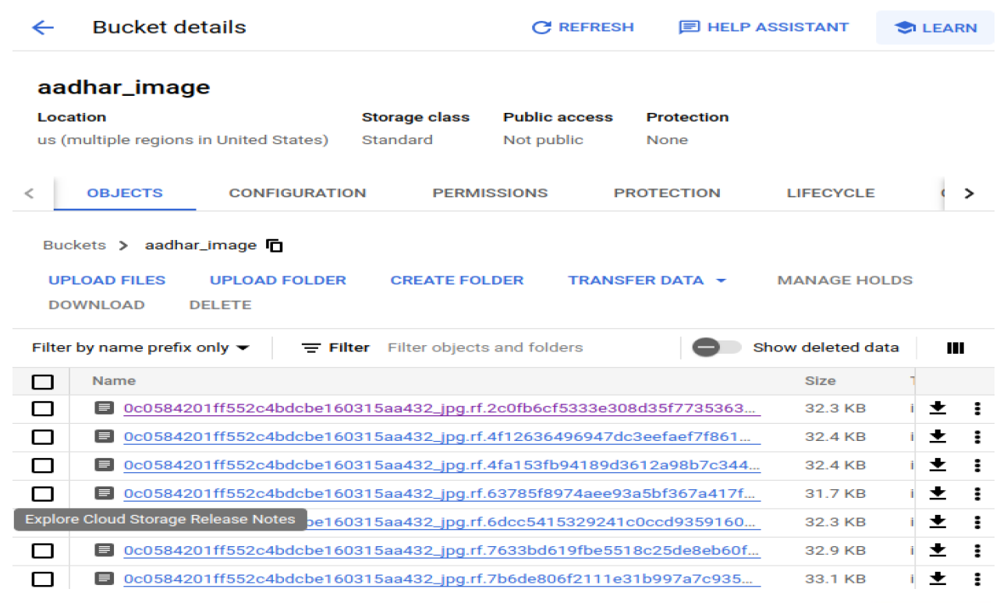 Bucket details REFRESH HELP ASSISTANT LEARN
aadhar_image
Location Storage class Public access Protection
us (multiple regions in United States) Standard Not public None
OBJECTS CONFIGURATION PERMISSIONS PROTECTION LIFECYCLE
Buckets > aadhar_image
UPLOAD FILES UPLOAD FOLDER CREATE FOLDER TRANSFER DATA MANAGE HOLDS
DOWNLOAD DELETE
Filter by name prefix only Filter Filter objects and folders Show deleted data
Name Size
0c0584201ff552c4bdcbe160315aa432_jpg.rf.2c0fb6cf5333e308d35f7735363... 32.3 KB
0c0584201ff552c4bdcbe160315aa432_jpg.rf.4f12636496947dc3eefaef7f861... 32.4 KB
0c0584201ff552c4bdcbe160315aa432_jpg.rf.4fa153fb94189d3612a98b7c344... 32.4 KB
0c0584201ff552c4bdcbe160315aa432_jpg.rf.63785f8974aee93a5bf367a417f... 31.7 KB
Explore Cloud Storage Release Notes be160315aa432_jpg.rf.6dcc5415329241c0ccd9359160... 32.3 KB
0c0584201ff552c4bdcbe160315aa432_jpg.rf.7633bd619fbe5518c25de8eb60f... 32.9 KB
0c0584201ff552c4bdcbe160315aa432_jpg.rf.7b6de806f2111e31b997a7c935... 33.1 KB